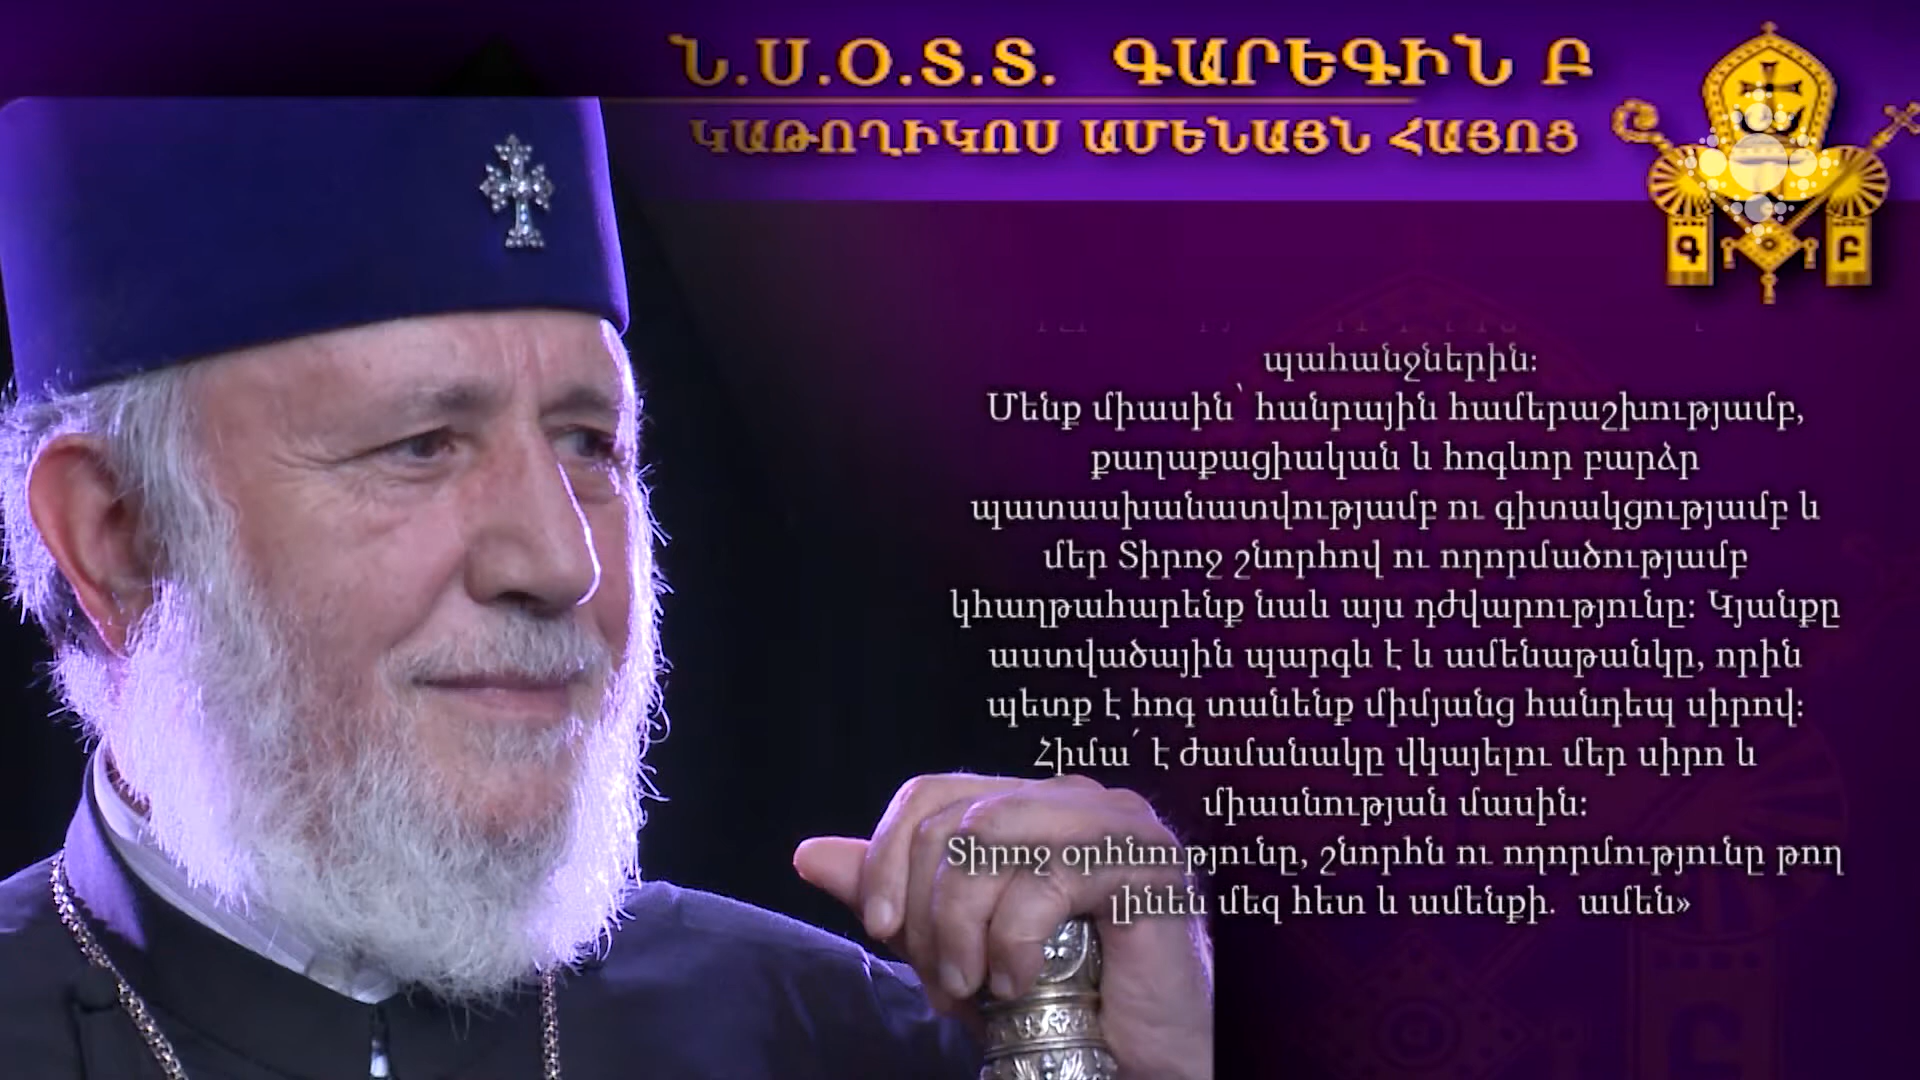 Ն.Ս.Օ.Տ.Տ. ԳԱՐԵԳԻՆ Բ
ԿԱԹՈՂԻԿՈՍ ԱՄԵՆԱՅՆ ՀԱՅՈՑ
Գ Բ
պահանջներին։
Մենք միասին՝ հանրային համերաշխությամբ,
քաղաքացիական և հոգևոր բարձր
պատասխանատվությամբ ու գիտակցությամբ և
մեր Տիրոջ շնորհով ու ողորմածությամբ
կհաղթահարենք նաև այս դժվարությունը։ Կյանքը
աստվածային պարգև է և ամենաթանկը, որին
պետք է հոգ տանենք միմյանց հանդեպ սիրով։
Հիմա՛ է ժամանակը վկայելու մեր սիրո և
միասնության մասին։
Տիրոջ օրհնությունը, շնորհն ու ողորմությունը թող
լինեն մեզ հետ և ամենքի. ամեն»